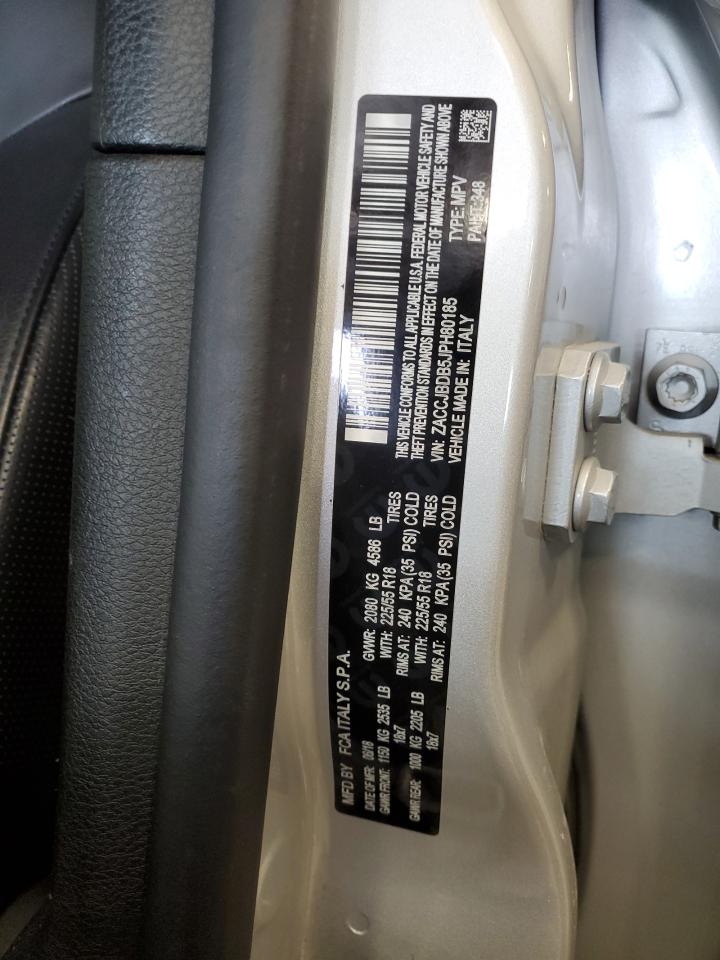 MFD BY FCA ITALY S.P.A.
DATE OF MFR: 06/18 GVWR: 2080 KG 4586 LB
GAWR FRONT: 1150 KG 2535 LB WITH: 225/55 R18 TIRES
18x7 RIMS AT: 240 KPA(35 PSI) COLD
GAWR REAR: 1000 KG 2205 LB WITH: 225/55 R18 TIRES
18x7 RIMS AT: 240 KPA(35 PSI) COLD
THIS VEHICLE CONFORMS TO ALL APPLICABLE U.S.A. FEDERAL MOTOR VEHICLE SAFETY AND
THEFT PREVENTION STANDARDS IN EFFECT ON THE DATE OF MANUFACTURE SHOWN ABOVE
VIN: ZACCJBDB5JPH80185 TYPE: MPV
VEHICLE MADE IN: ITALY PAINT: 348